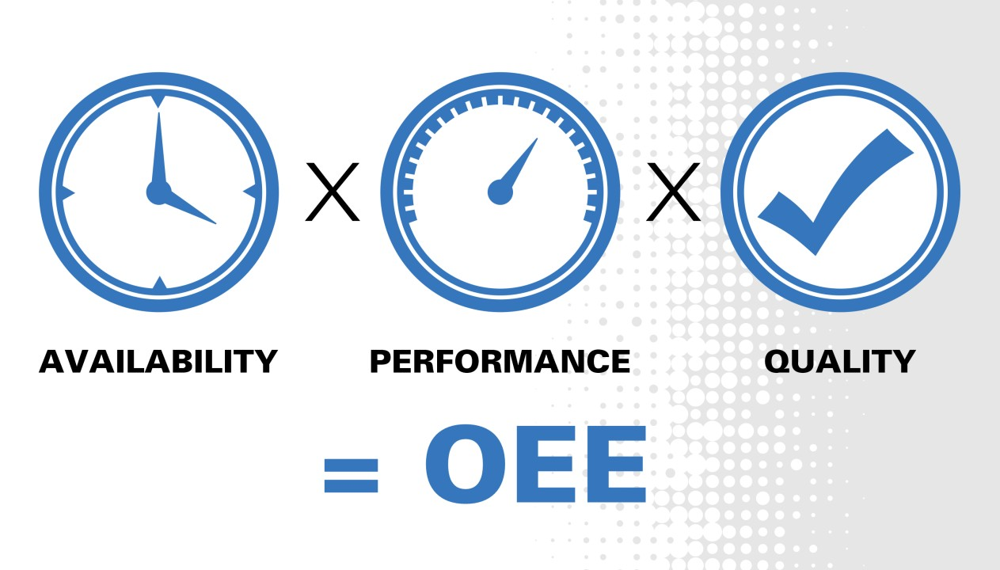 X X
AVAILABILITY PERFORMANCE QUALITY
= OEE